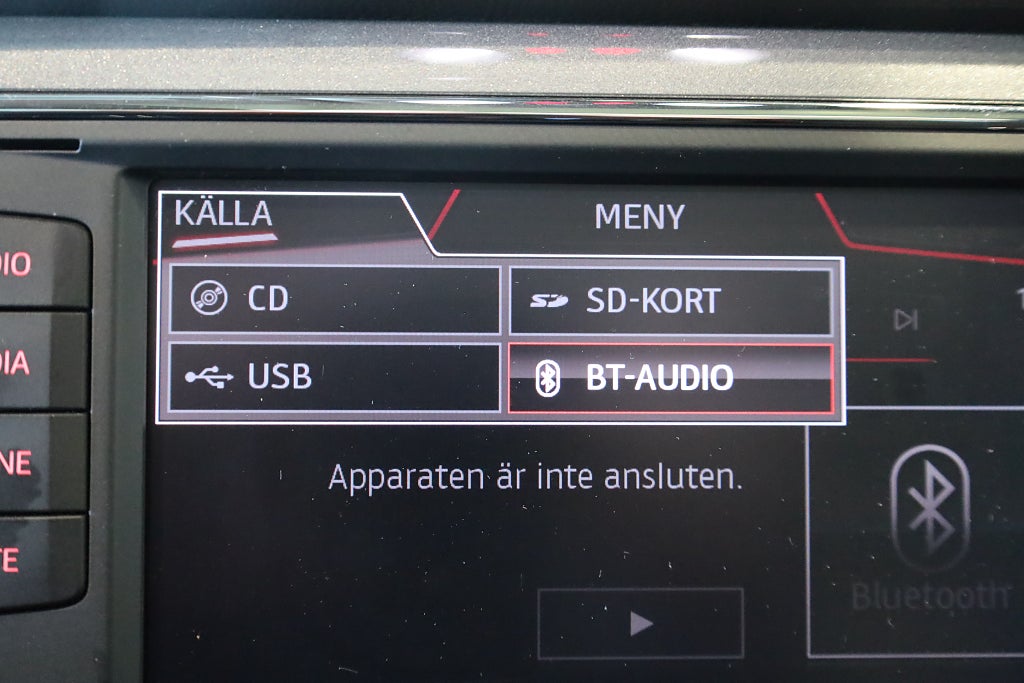 KÄLLA
MENY
CD
SD-KORT
USB
BT-AUDIO
Apparaten är inte ansluten.
Bluetooth